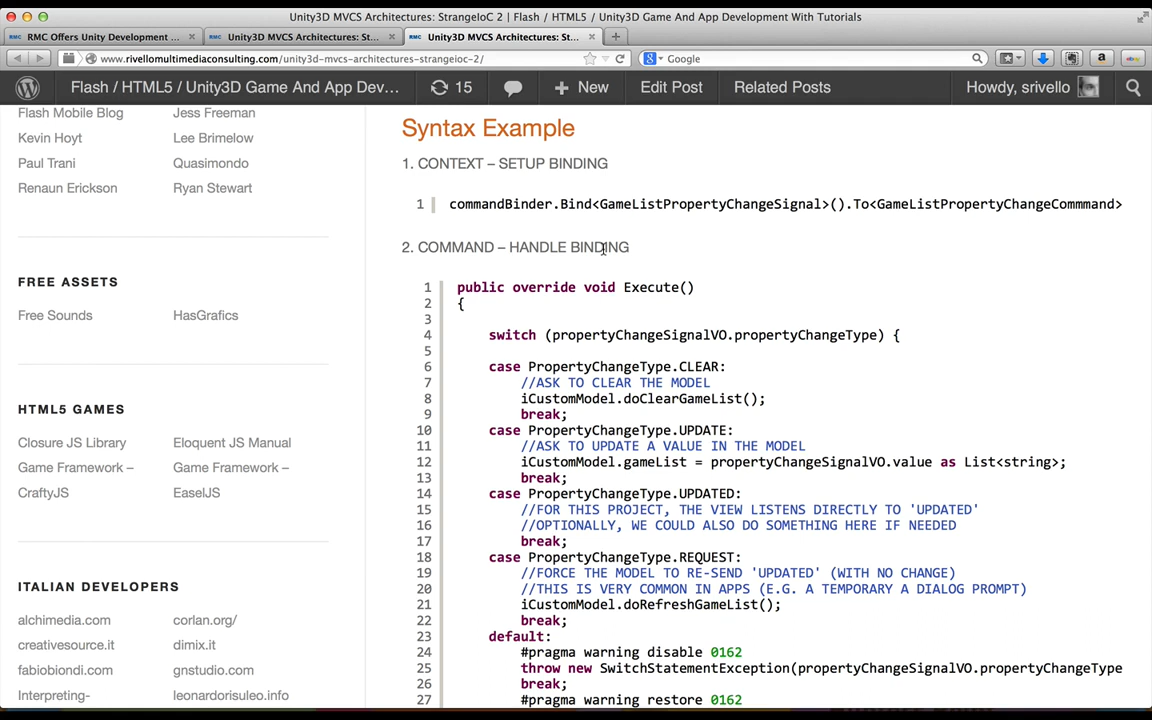 Unity3D MVCS Architectures: StrangeIoC 2 | Flash / HTML5 / Unity3D Game And App Development With Tutorials
RMC Offers Unity Development ...
Unity3D MVCS Architectures: St...
Unity3D MVCS Architectures: St...
www.rivellomultimediaconsulting.com/unity3d-mvcs-architectures-strangeioc-2/
Google
Flash / HTML5 / Unity3D Game And App Dev...
15
New
Edit Post
Related Posts
Howdy, srivello
Flash Mobile Blog
Jess Freeman
Kevin Hoyt
Lee Brimelow
Paul Trani
Quasimondo
Renaun Erickson
Ryan Stewart
FREE ASSETS
Free Sounds
HasGrafics
HTML5 GAMES
Closure JS Library
Eloquent JS Manual
Game Framework –
Game Framework –
CraftyJS
EaselJS
ITALIAN DEVELOPERS
alchimedia.com
corlan.org/
creativesource.it
dimix.it
fabiobiondi.com
gnstudio.com
Interpreting-
leonardorisuleo.info
Syntax Example
1. CONTEXT – SETUP BINDING
1 commandBinder.Bind<GameListPropertyChangeSignal>().To<GameListPropertyChangeCommmand>
2. COMMAND – HANDLE BINDING
1 public override void Execute()
2 {
3
4 switch (propertyChangeSignalVO.propertyChangeType) {
5
6 case PropertyChangeType.CLEAR:
7 //ASK TO CLEAR THE MODEL
8 iCustomModel.doClearGameList();
9 break;
10 case PropertyChangeType.UPDATE:
11 //ASK TO UPDATE A VALUE IN THE MODEL
12 iCustomModel.gameList = propertyChangeSignalVO.value as List<string>;
13 break;
14 case PropertyChangeType.UPDATED:
15 //FOR THIS PROJECT, THE VIEW LISTENS DIRECTLY TO 'UPDATED'
16 //OPTIONALLY, WE COULD ALSO DO SOMETHING HERE IF NEEDED
17 break;
18 case PropertyChangeType.REQUEST:
19 //FORCE THE MODEL TO RE-SEND 'UPDATED' (WITH NO CHANGE)
20 //THIS IS VERY COMMON IN APPS (E.G. A TEMPORARY A DIALOG PROMPT)
21 iCustomModel.doRefreshGameList();
22 break;
23 default:
24 #pragma warning disable 0162
25 throw new SwitchStatementException(propertyChangeSignalVO.propertyChangeType
26 break;
27 #pragma warning restore 0162